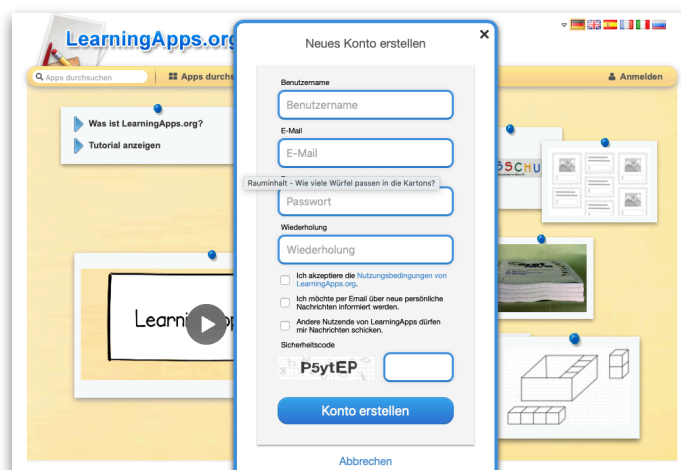 LearningApps.org
Neues Konto erstellen
Apps durchsuchen
Anmelden
Was ist LearningApps.org?
Tutorial anzeigen
Benutzername
Benutzername
E-Mail
E-Mail
Rauminhalt - Wie viele Würfel passen in die Kartons?
Passwort
Wiederholung
Wiederholung
Ich akzeptiere die Nutzungsbedingungen von
LearningApps.org.
Ich möchte per Email über neue persönliche
Nachrichten informiert werden.
Andere Nutzende von LearningApps dürfen
mir Nachrichten schicken.
Sicherheitscode
P5ytEP
Konto erstellen
Abbrechen